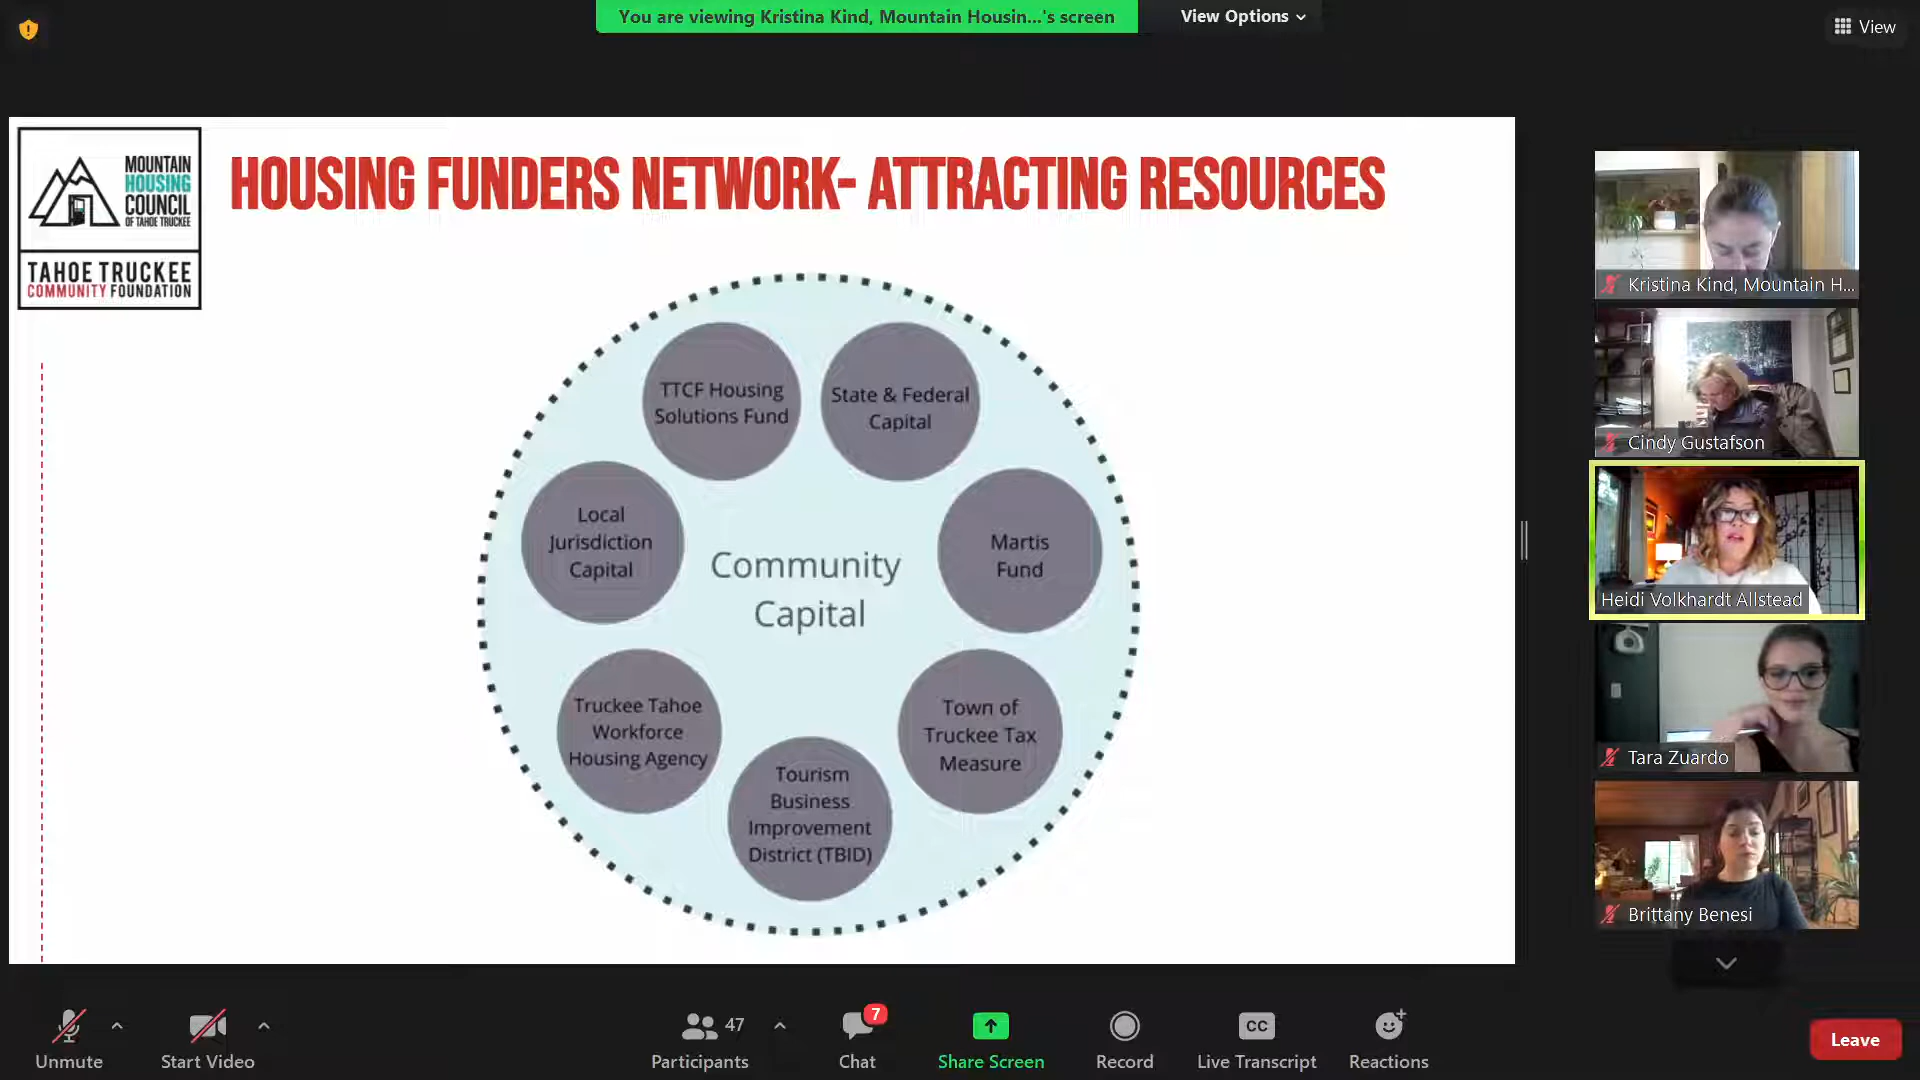 You are viewing Kristina Kind, Mountain Housin...'s screen
View Options
View
MOUNTAIN
HOUSING
COUNCIL
OF TAHOE TRUCKEE
TAHOE TRUCKEE
COMMUNITY FOUNDATION
HOUSING FUNDERS NETWORK- ATTRACTING RESOURCES
TTCF Housing
Solutions Fund
State & Federal
Capital
Local
Jurisdiction
Capital
Martis
Fund
Community
Capital
Truckee Tahoe
Workforce
Housing Agency
Town of
Truckee Tax
Measure
Tourism
Business
Improvement
District (TBID)
Kristina Kind, Mountain H...
Cindy Gustafson
Heidi Volkhardt Allstead
Tara Zuardo
Brittany Benesi
Unmute
Start Video
47
Participants
7
Chat
Share Screen
Record
CC
Live Transcript
Reactions
Leave